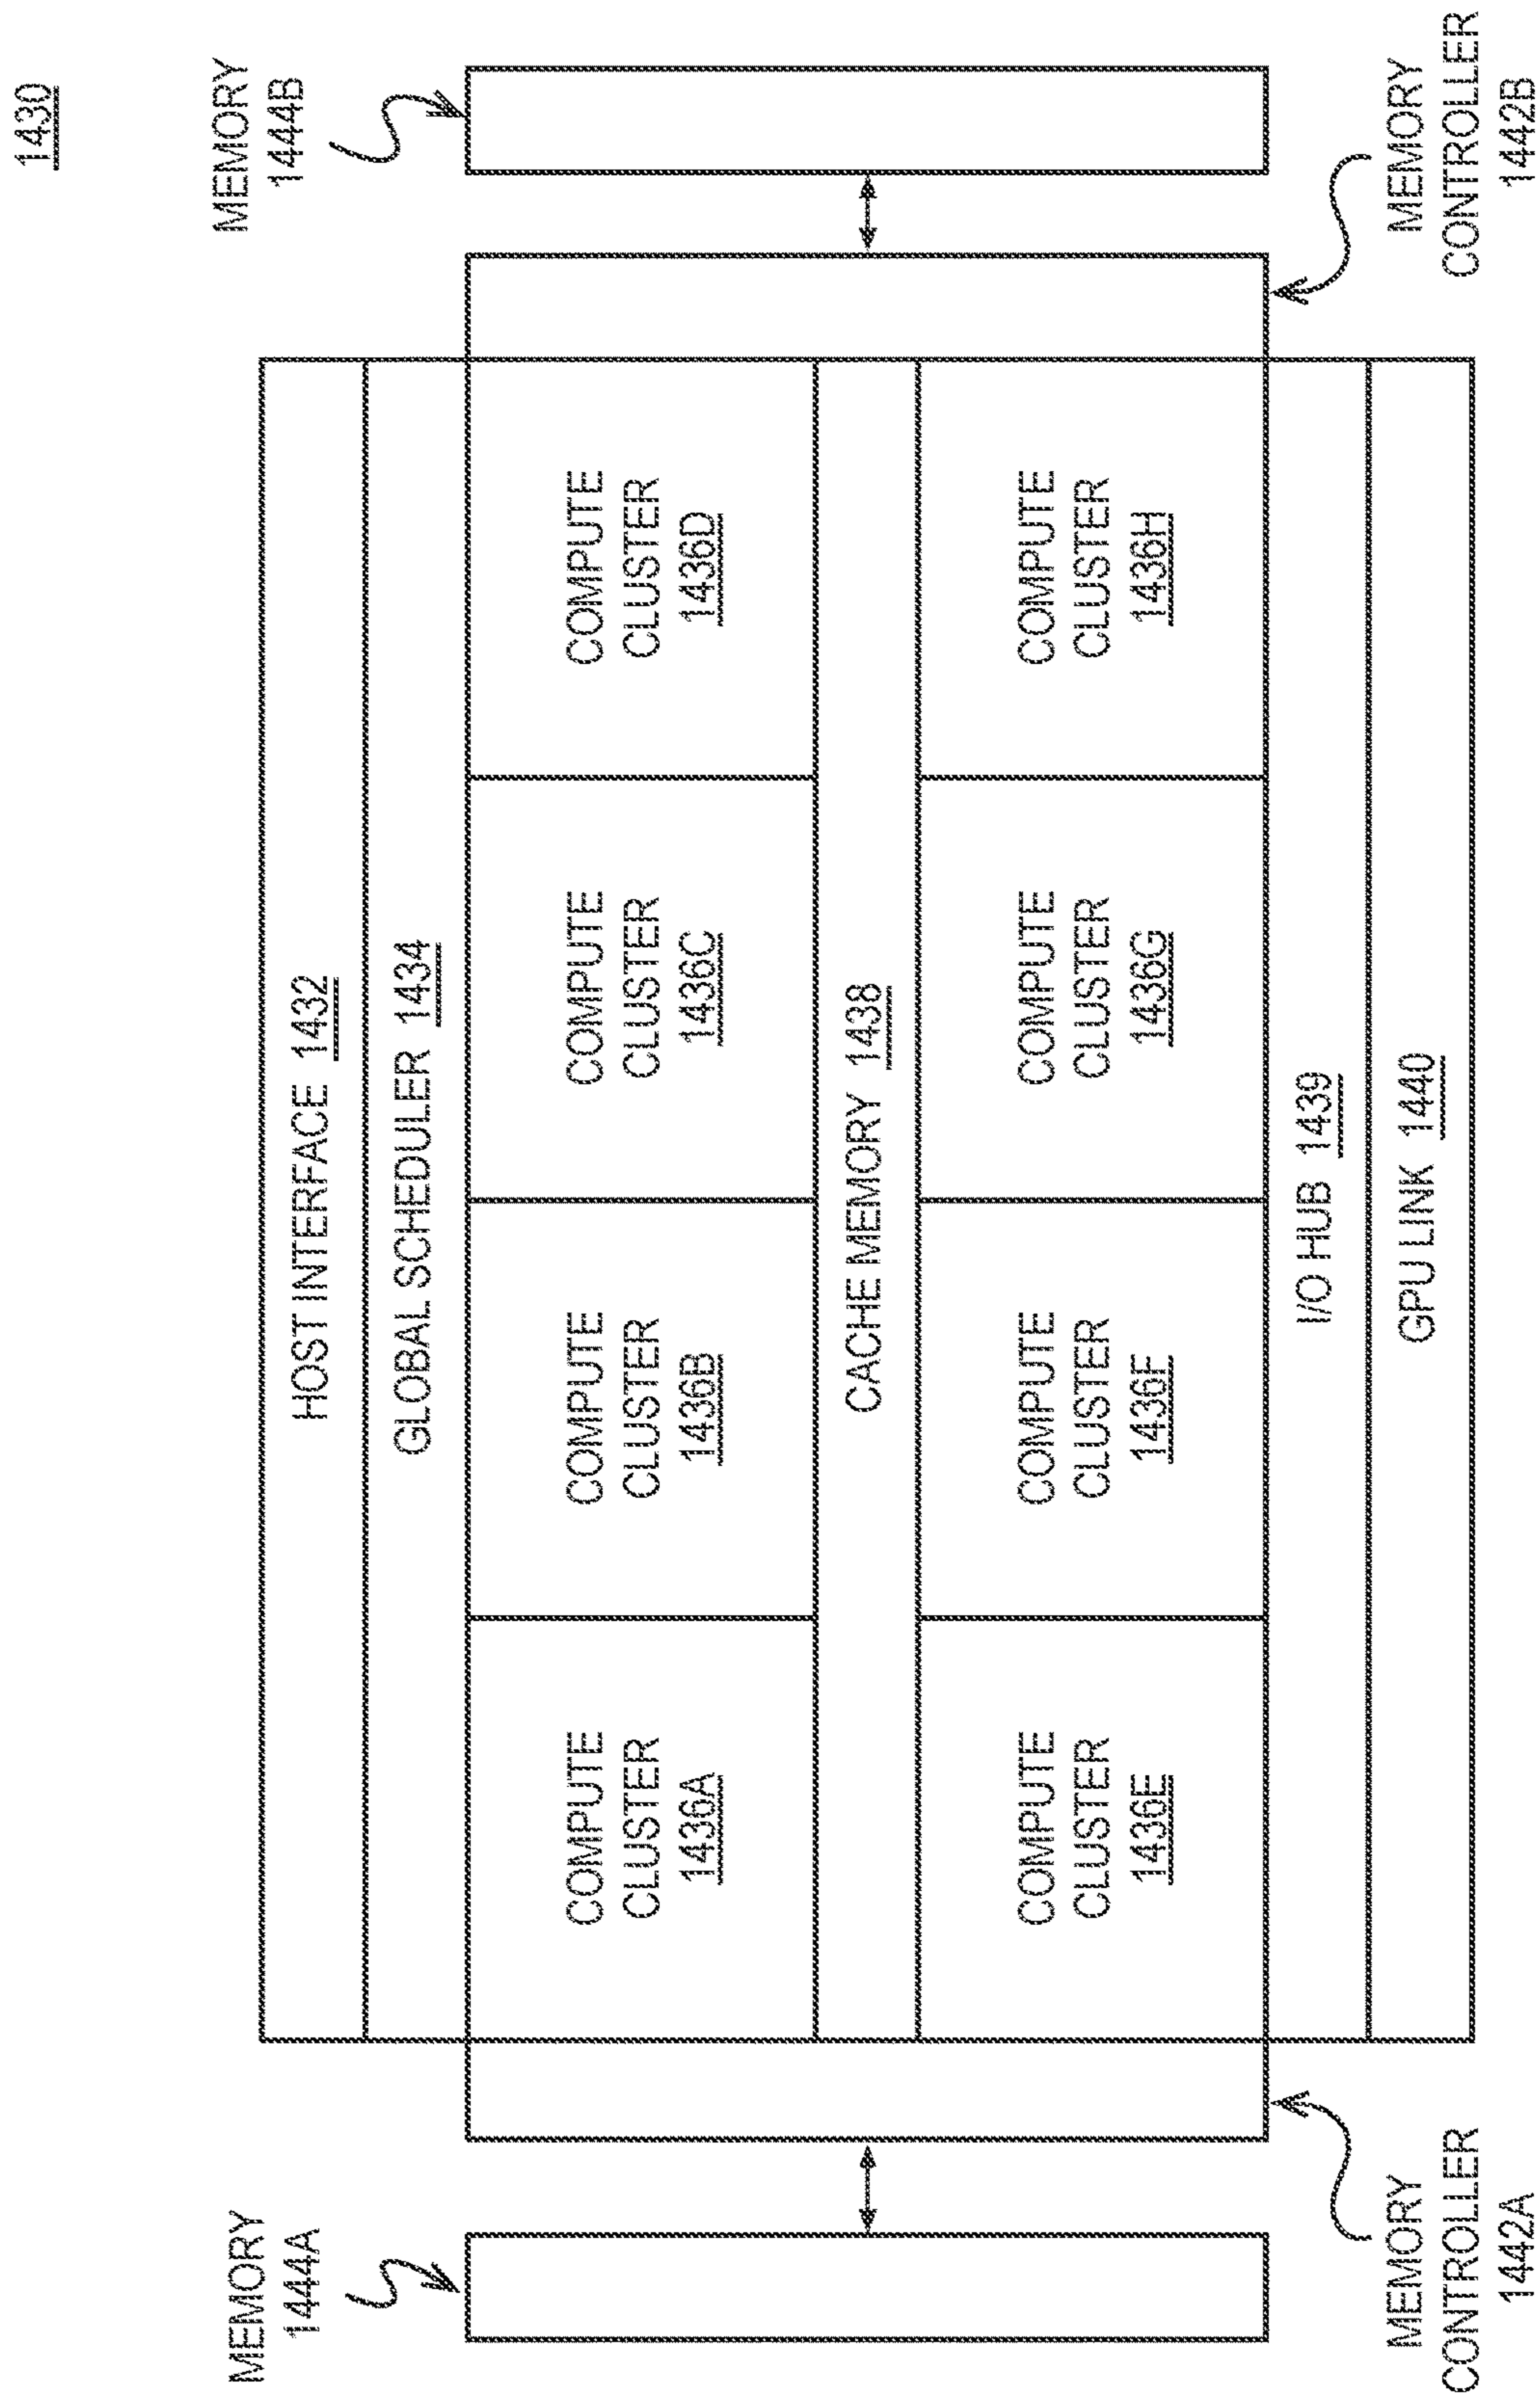 1430
HOST INTERFACE 1432
GLOBAL SCHEDULER 1434
MEMORY
1444A
MEMORY
1444B
COMPUTE
CLUSTER
1436A
COMPUTE
CLUSTER
1436B
COMPUTE
CLUSTER
1436C
COMPUTE
CLUSTER
1436D
CACHE MEMORY 1438
COMPUTE
CLUSTER
1436E
COMPUTE
CLUSTER
1436F
COMPUTE
CLUSTER
1436G
COMPUTE
CLUSTER
1436H
I/O HUB 1439
GPU LINK 1440
MEMORY
CONTROLLER
1442A
MEMORY
CONTROLLER
1442B